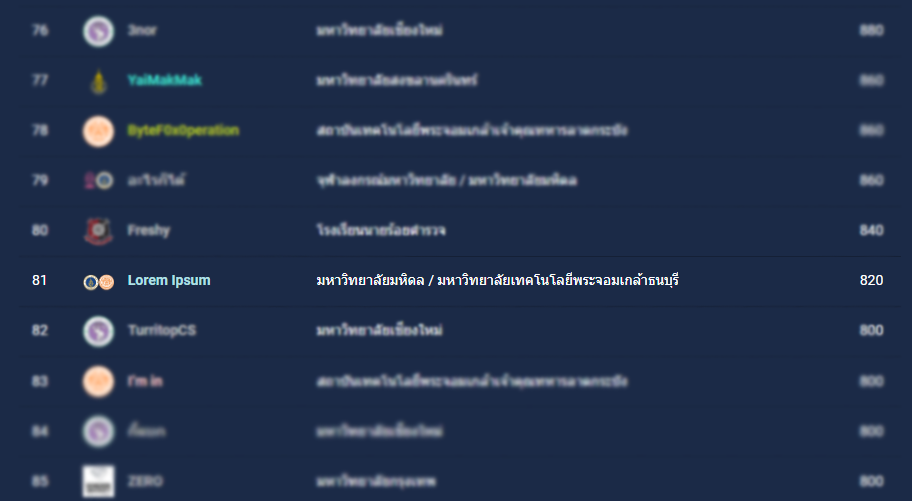 76 3nor มหาวิทยาลัยเชียงใหม่ 880
77 YaiMakMak มหาวิทยาลัยสงขลานครินทร์ 860
78 ByteF0x0peration สถาบันเทคโนโลยีพระจอมเกล้าเจ้าคุณทหารลาดกระบัง 860
79 จุฬาลงกรณ์มหาวิทยาลัย / มหาวิทยาลัยมหิดล 860
80 Freshy โรงเรียนนายร้อยตำรวจ 840
81 Lorem Ipsum มหาวิทยาลัยมหิดล / มหาวิทยาลัยเทคโนโลยีพระจอมเกล้าธนบุรี 820
82 TurritopCS มหาวิทยาลัยเชียงใหม่ 800
83 I'm in สถาบันเทคโนโลยีพระจอมเกล้าเจ้าคุณทหารลาดกระบัง 800
84 มหาวิทยาลัยเชียงใหม่ 800
85 ZERO มหาวิทยาลัยกรุงเทพ 800